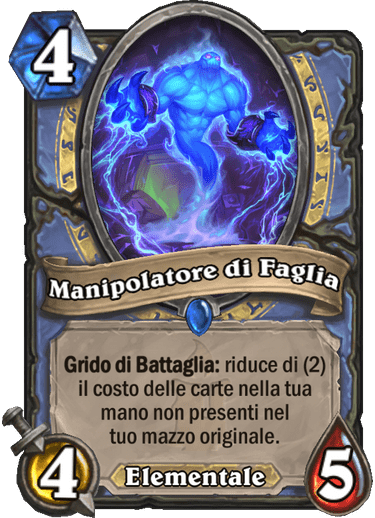 4
Manipolatore di Faglia
Grido di Battaglia: riduce di (2)
il costo delle carte nella tua
mano non presenti nel
tuo mazzo originale.
4
Elementale
5